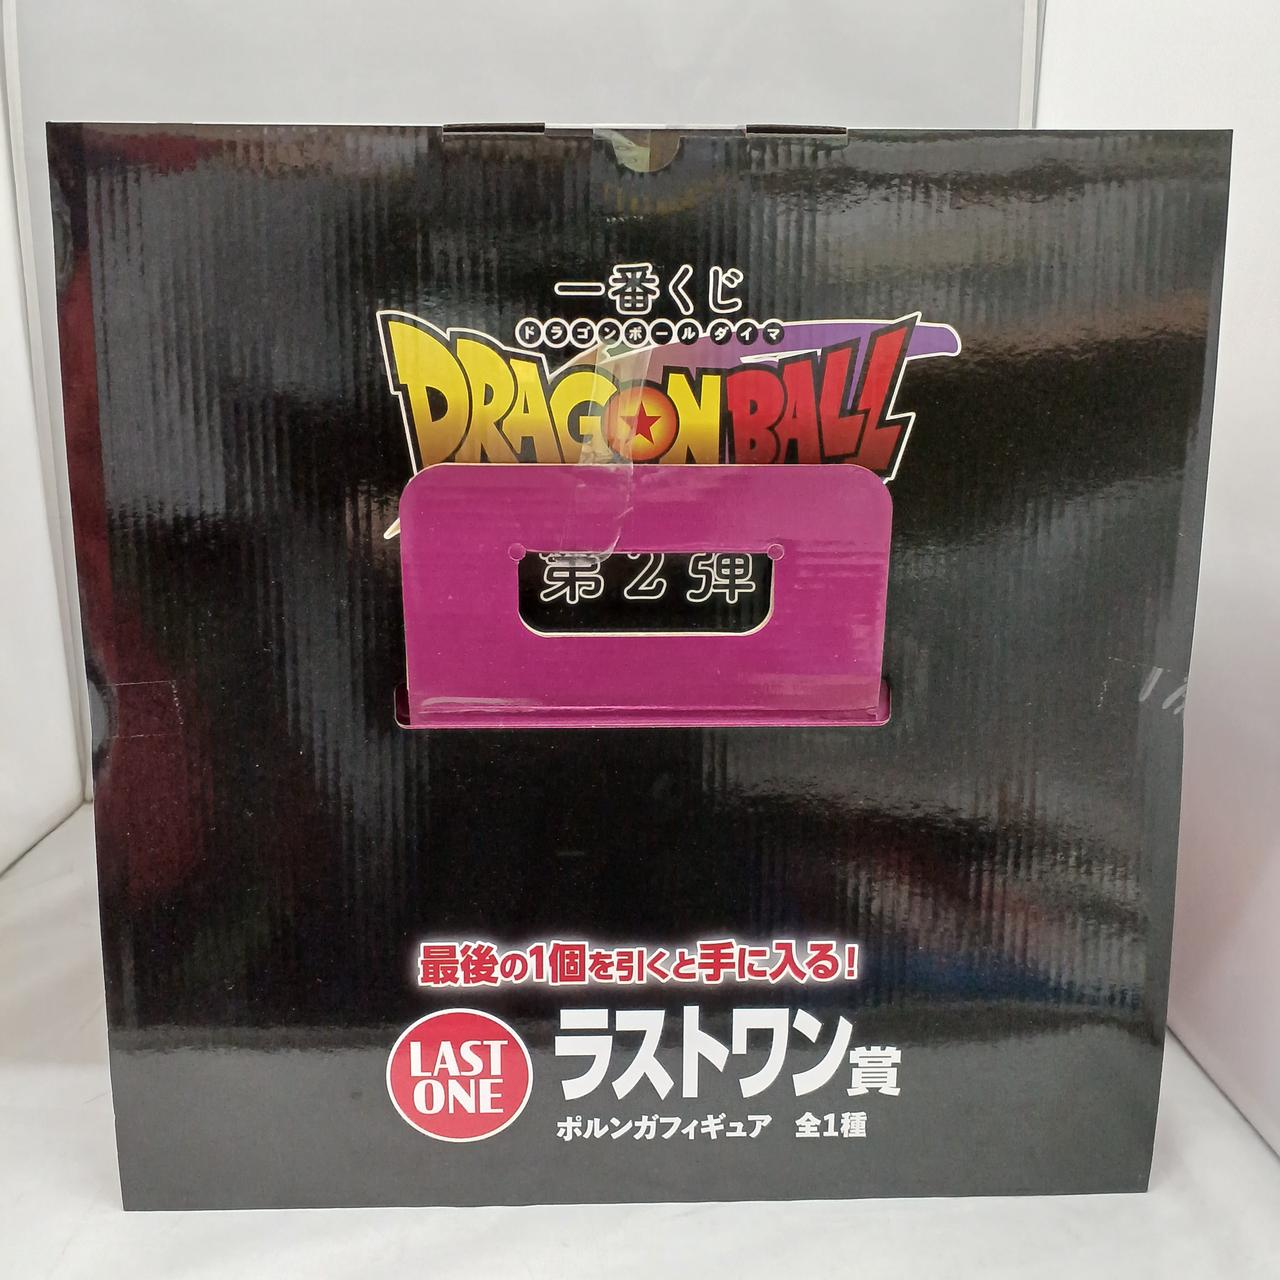 一番くじ
ドラゴンボールダイマ
DRAGON BALL
第2弾
最後の1個を引くと手に入る!
LAST ONE
ラストワン賞
ポルンガフィギュア 全1種